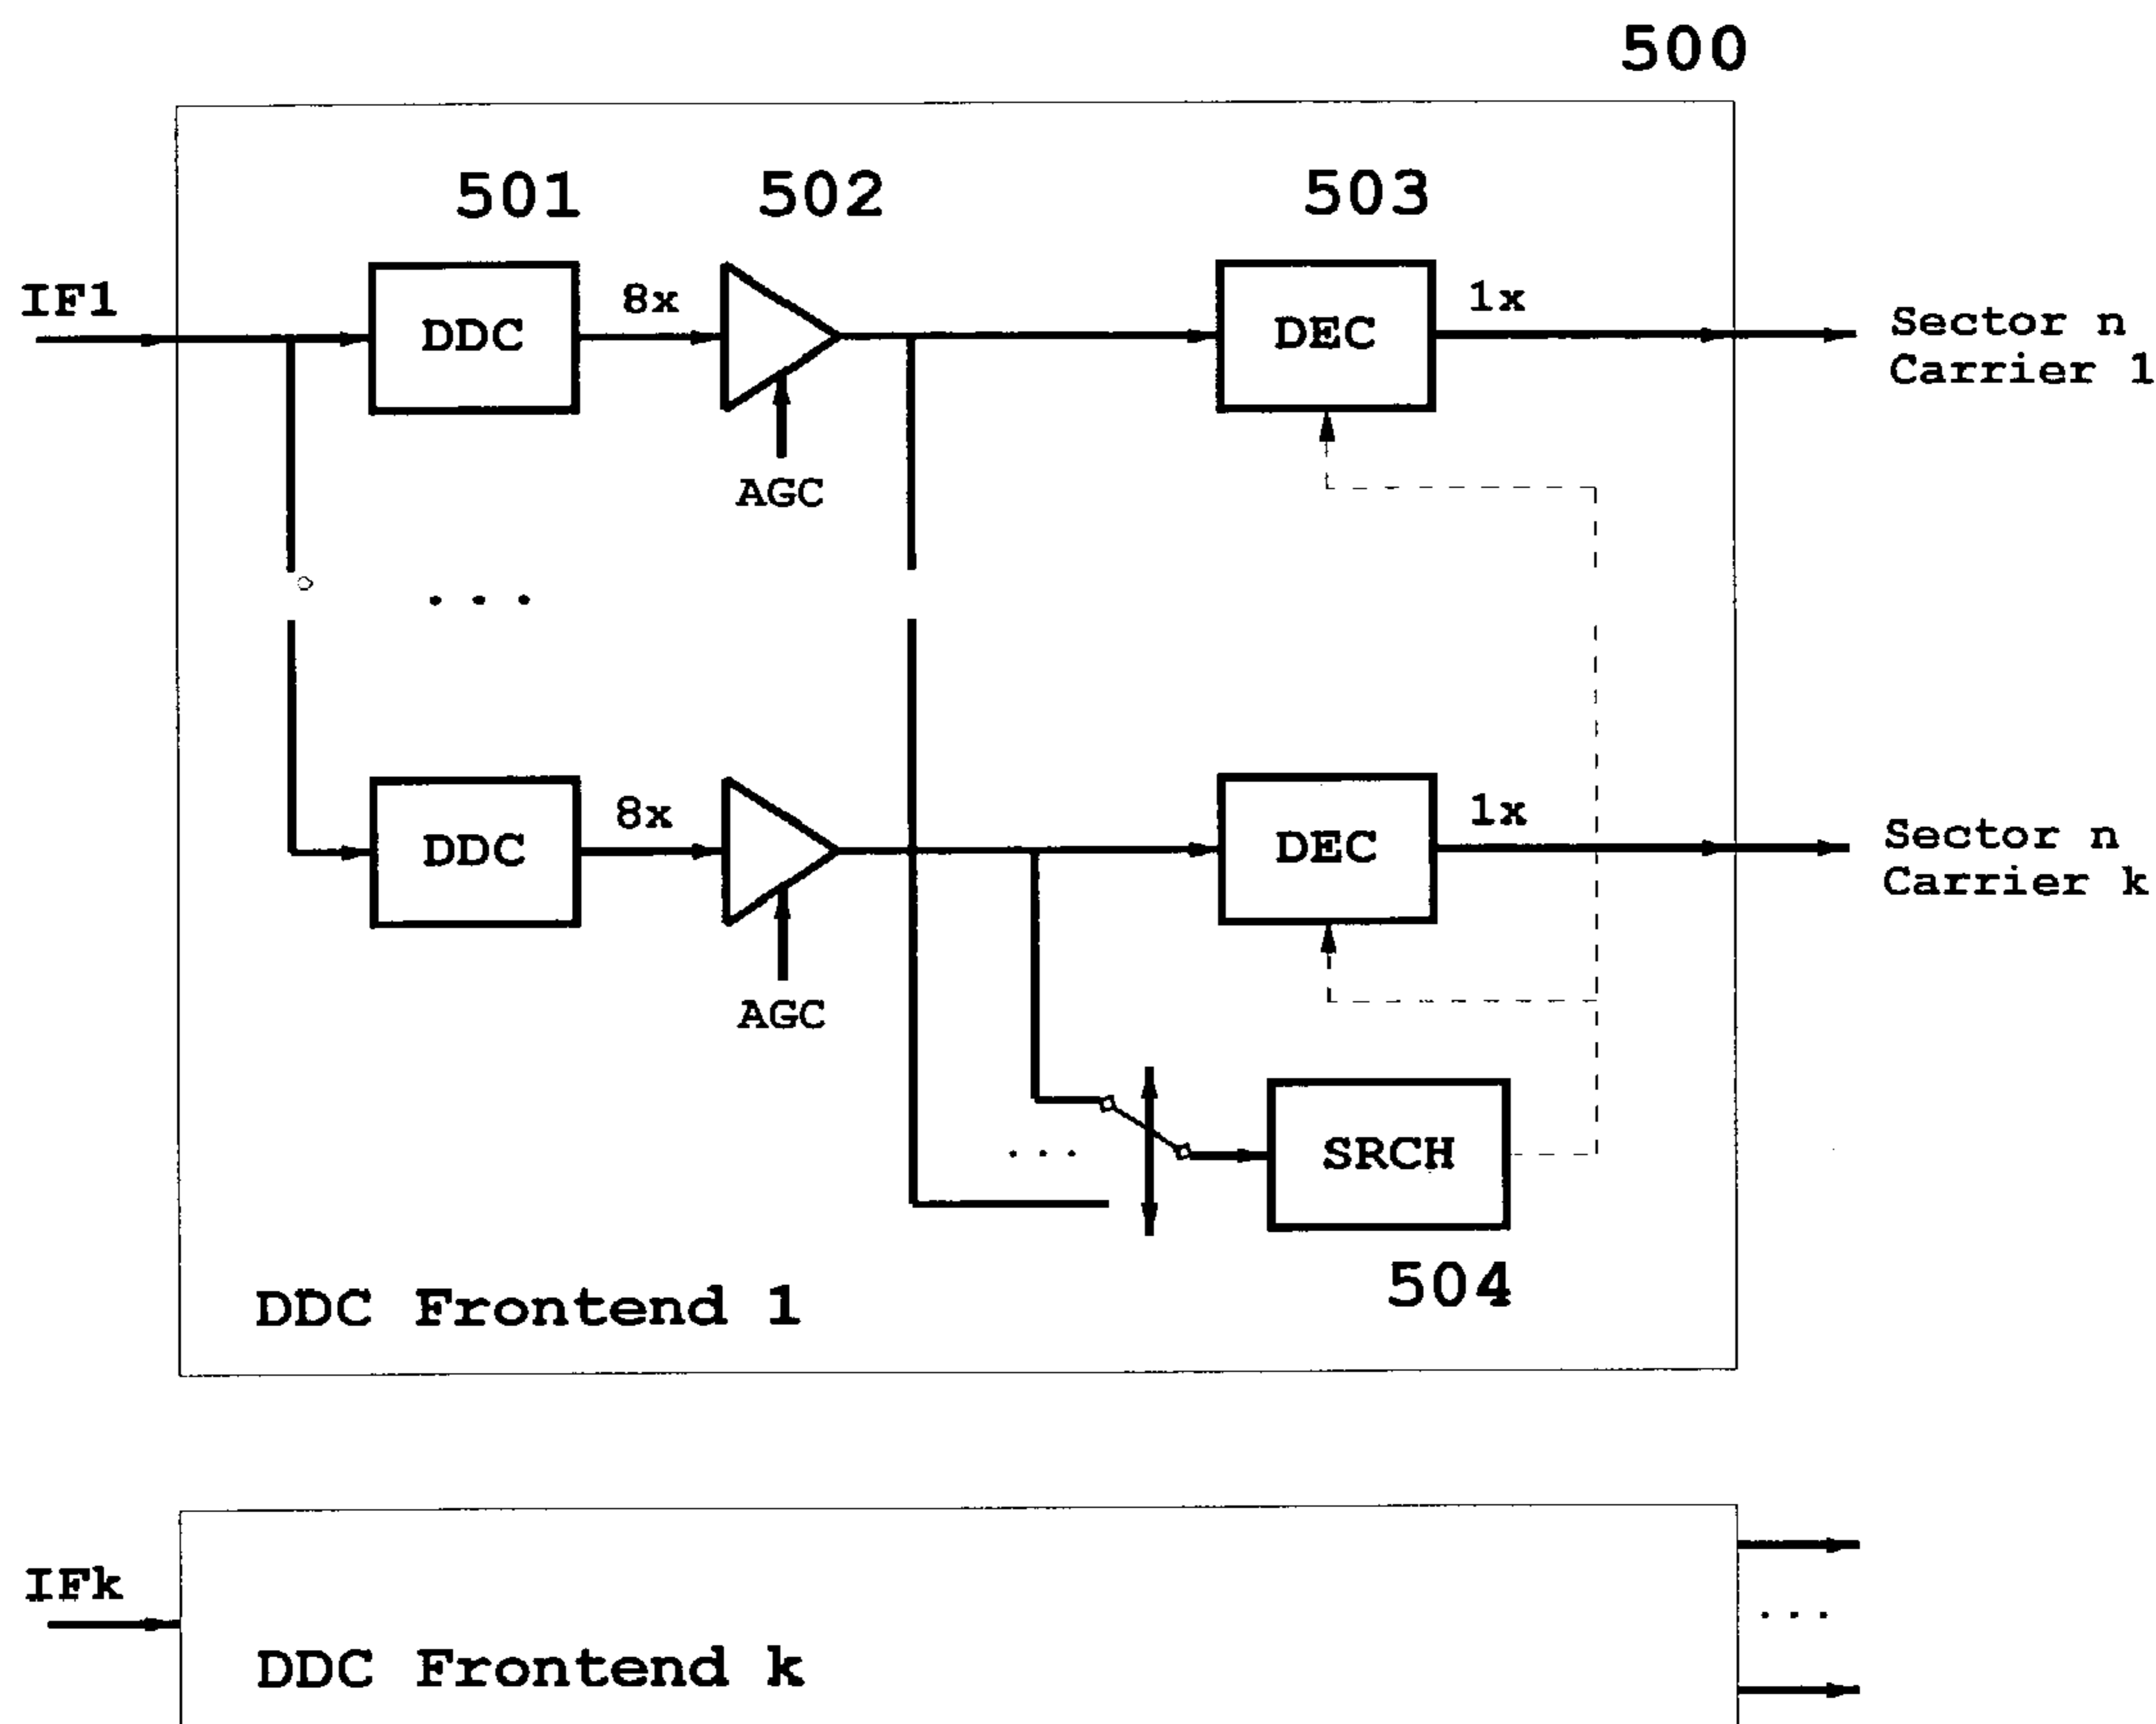 500
501 502 503
IF1
DDC
8x
DEC
1x
Sector n
Carrier 1
AGC
. . .
DDC
8x
DEC
1x
Sector n
Carrier k
AGC
. . .
SRCH
504
DDC Frontend 1
IFk
. . .
DDC Frontend k